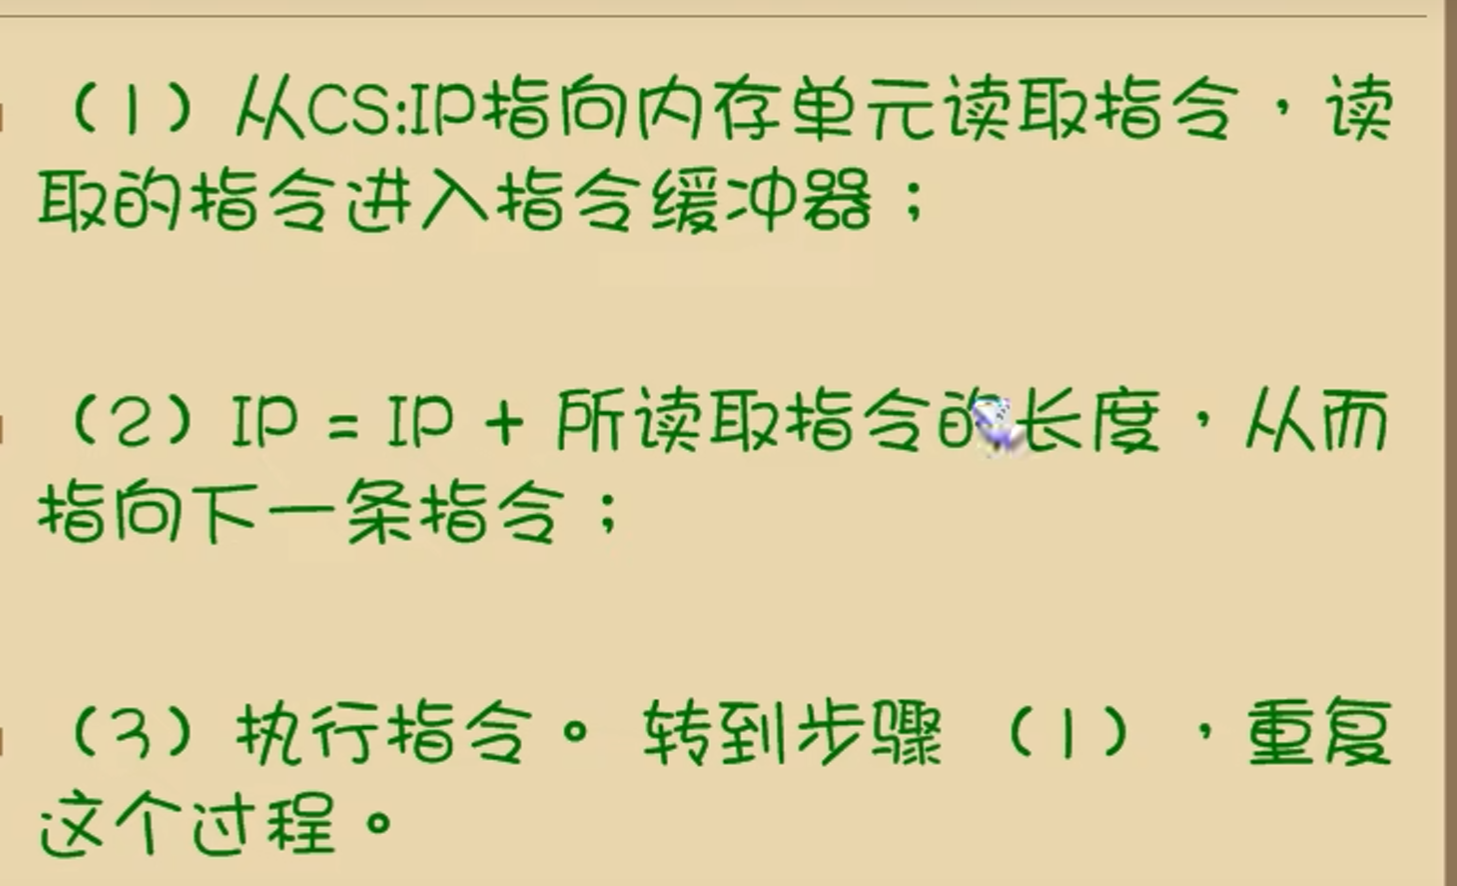 （1）从CS:IP指向内存单元读取指令，读
取的指令进入指令缓冲器；
（2）IP = IP + 所读取指令的长度，从而
指向下一条指令；
（3）执行指令。 转到步骤 （1），重复
这个过程。